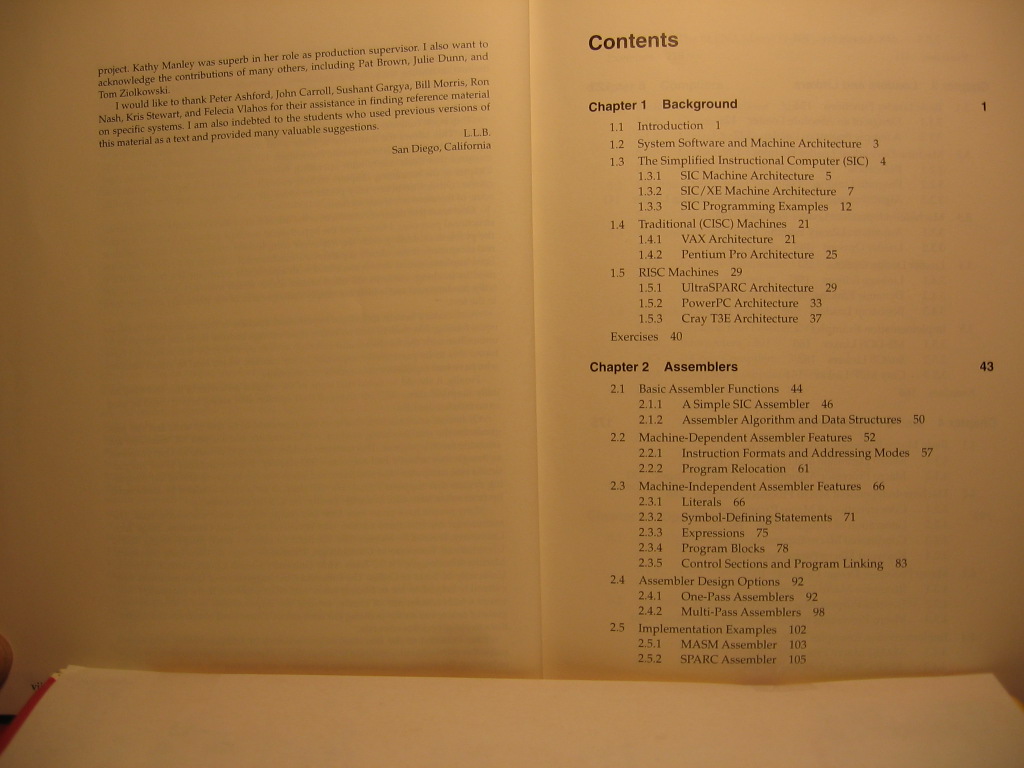 project. Kathy Manley was superb in her role as production supervisor. I also want to
acknowledge the contributions of many others, including Pat Brown, Julie Dunn, and
Tom Ziolkowski.
I would like to thank Peter Ashford, John Carroll, Sushant Gargya, Bill Morris, Ron
Nash, Kris Stewart, and Felecia Vlahos for their assistance in finding reference material
on specific systems. I am also indebted to the students who used previous versions of
this material as a text and provided many valuable suggestions.
L.L.B.
San Diego, California
Contents
Chapter 1 Background 1
1.1 Introduction 1
1.2 System Software and Machine Architecture 3
1.3 The Simplified Instructional Computer (SIC) 4
1.3.1 SIC Machine Architecture 5
1.3.2 SIC/XE Machine Architecture 7
1.3.3 SIC Programming Examples 12
1.4 Traditional (CISC) Machines 21
1.4.1 VAX Architecture 21
1.4.2 Pentium Pro Architecture 25
1.5 RISC Machines 29
1.5.1 UltraSPARC Architecture 29
1.5.2 PowerPC Architecture 33
1.5.3 Cray T3E Architecture 37
Exercises 40
Chapter 2 Assemblers 43
2.1 Basic Assembler Functions 44
2.1.1 A Simple SIC Assembler 46
2.1.2 Assembler Algorithm and Data Structures 50
2.2 Machine-Dependent Assembler Features 52
2.2.1 Instruction Formats and Addressing Modes 57
2.2.2 Program Relocation 61
2.3 Machine-Independent Assembler Features 66
2.3.1 Literals 66
2.3.2 Symbol-Defining Statements 71
2.3.3 Expressions 75
2.3.4 Program Blocks 78
2.3.5 Control Sections and Program Linking 83
2.4 Assembler Design Options 92
2.4.1 One-Pass Assemblers 92
2.4.2 Multi-Pass Assemblers 98
2.5 Implementation Examples 102
2.5.1 MASM Assembler 103
2.5.2 SPARC Assembler 105